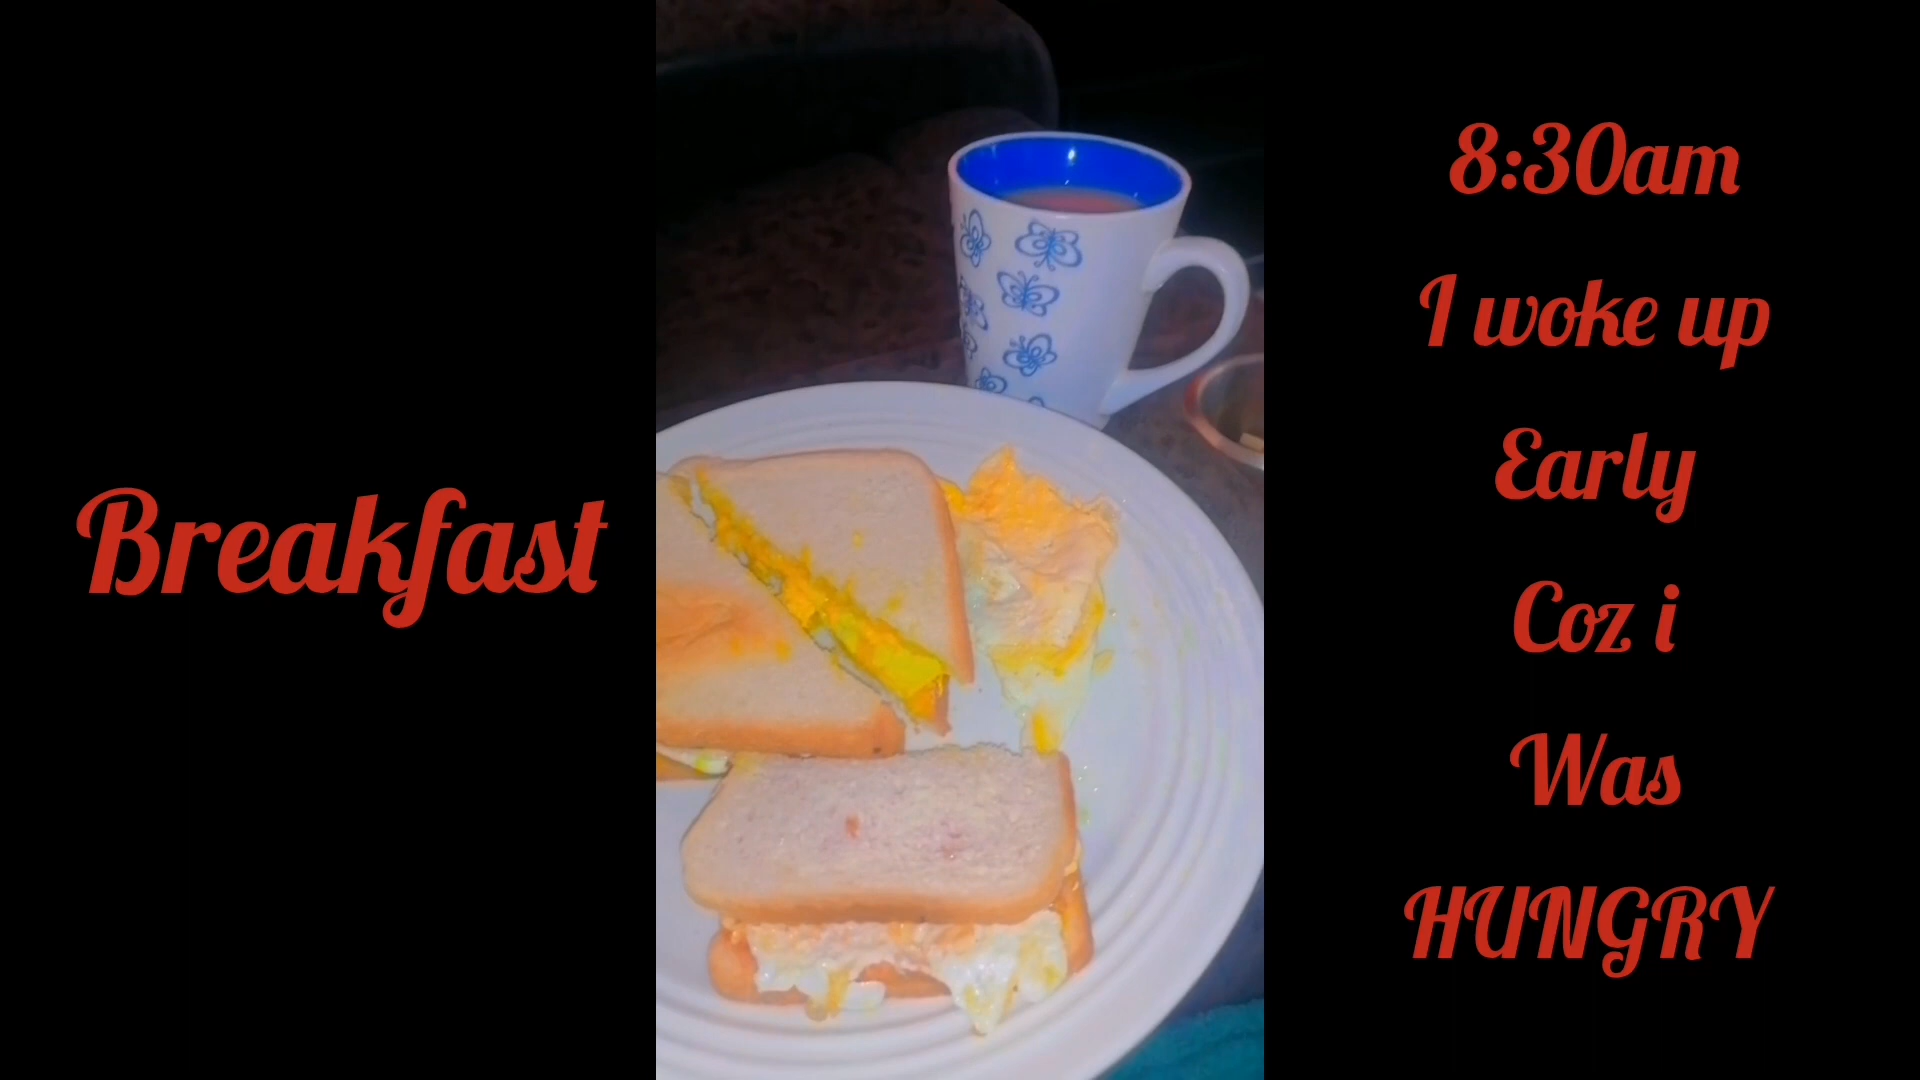 Breakfast
8:30am
I woke up
Early
Coz i
Was
HUNGRY